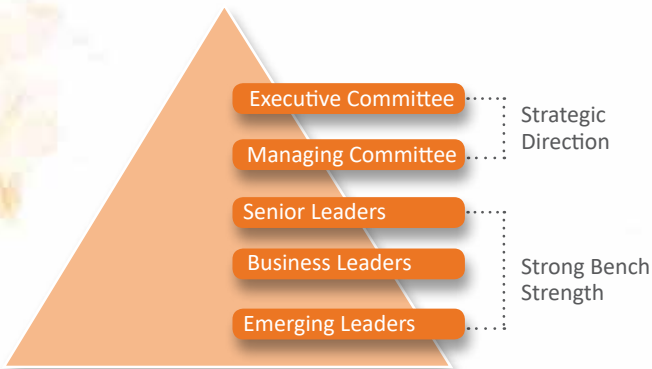 Executive Committee
Managing Committee
Strategic
Direction
Senior Leaders
Business Leaders
Emerging Leaders
Strong Bench
Strength